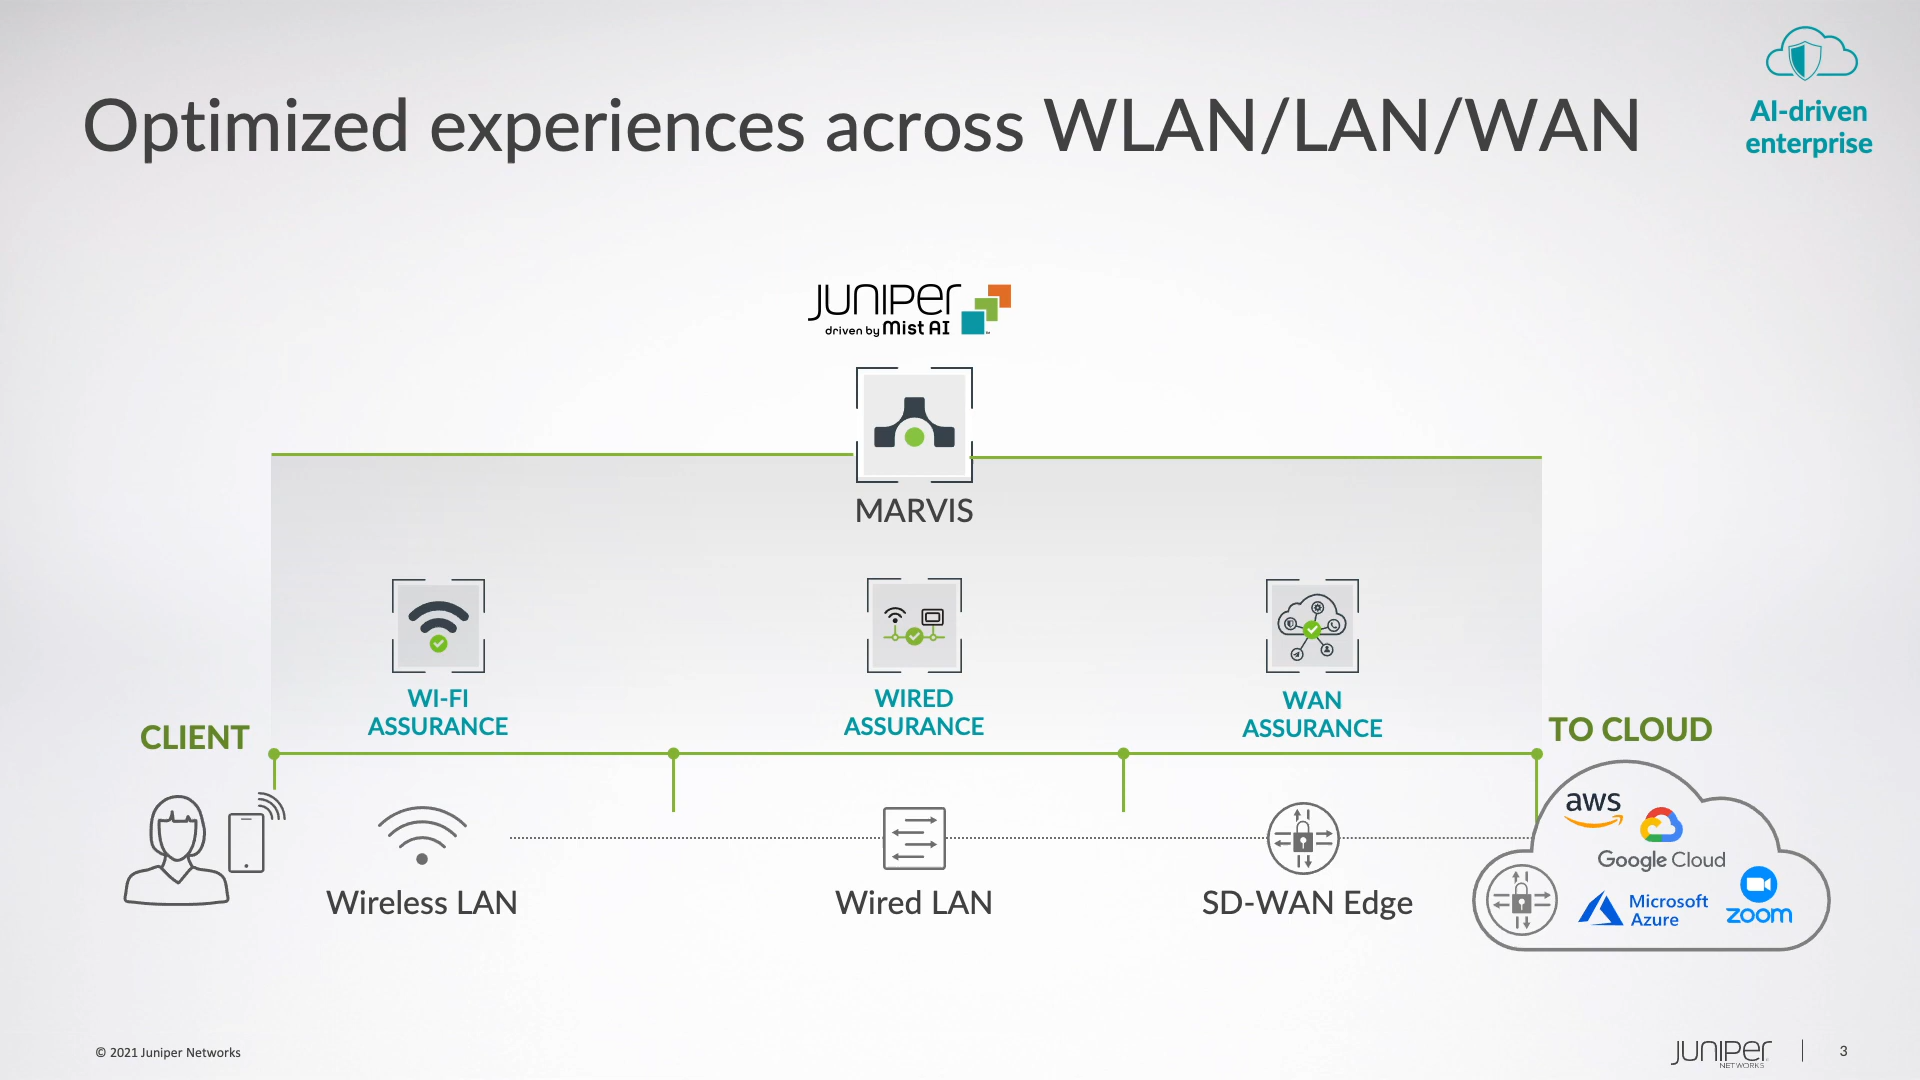 AI-driven
enterprise
Optimized experiences across WLAN/LAN/WAN
JUNIPer
driven by Mist AI
MARVIS
WI-FI
ASSURANCE
WIRED
ASSURANCE
WAN
ASSURANCE
CLIENT
TO CLOUD
aws
Google Cloud
Microsoft
Azure
zoom
Wireless LAN
Wired LAN
SD-WAN Edge
© 2021 Juniper Networks
JUNIPer
NETWORKS
3